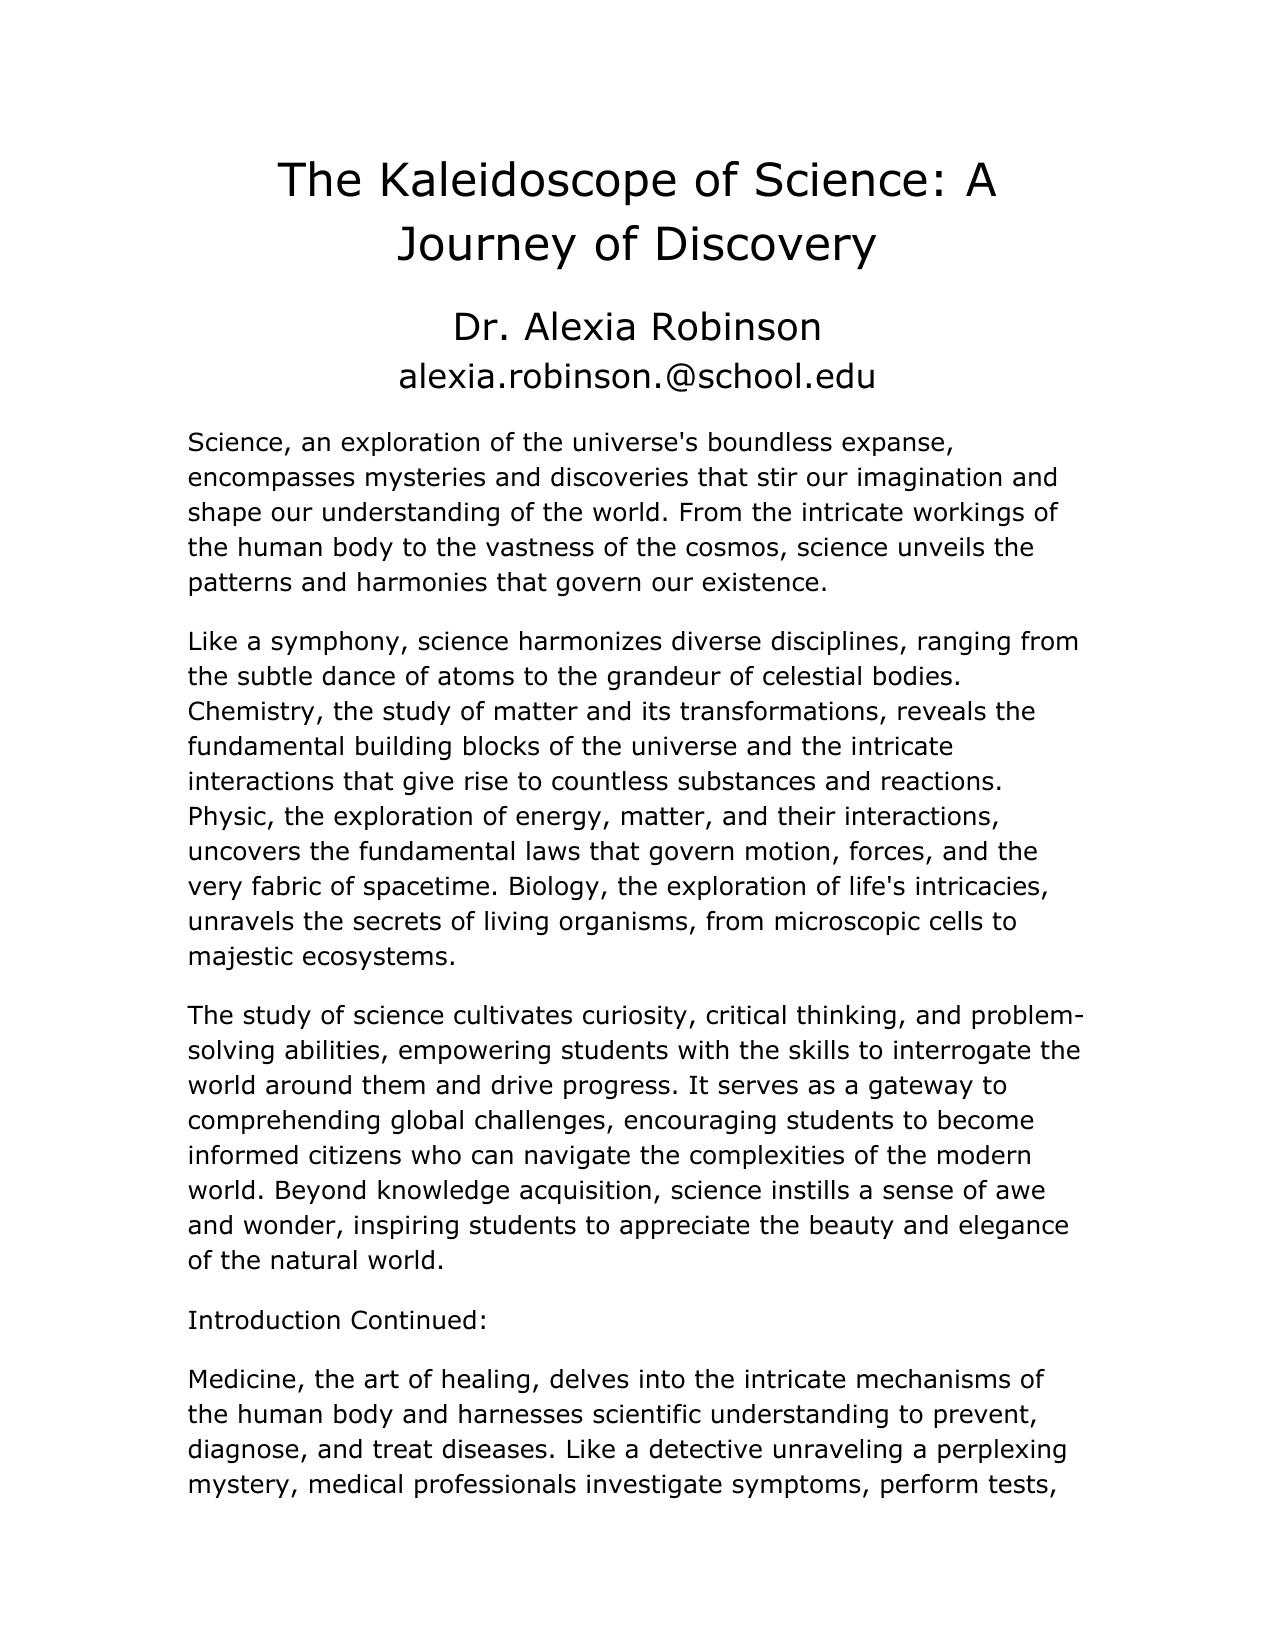 The Kaleidoscope of Science: A
Journey of Discovery
Dr. Alexia Robinson
alexia.robinson.@school.edu
Science, an exploration of the universe's boundless expanse,
encompasses mysteries and discoveries that stir our imagination and
shape our understanding of the world. From the intricate workings of
the human body to the vastness of the cosmos, science unveils the
patterns and harmonies that govern our existence.
Like a symphony, science harmonizes diverse disciplines, ranging from
the subtle dance of atoms to the grandeur of celestial bodies.
Chemistry, the study of matter and its transformations, reveals the
fundamental building blocks of the universe and the intricate
interactions that give rise to countless substances and reactions.
Physic, the exploration of energy, matter, and their interactions,
uncovers the fundamental laws that govern motion, forces, and the
very fabric of spacetime. Biology, the exploration of life's intricacies,
unravels the secrets of living organisms, from microscopic cells to
majestic ecosystems.
The study of science cultivates curiosity, critical thinking, and problem-
solving abilities, empowering students with the skills to interrogate the
world around them and drive progress. It serves as a gateway to
comprehending global challenges, encouraging students to become
informed citizens who can navigate the complexities of the modern
world. Beyond knowledge acquisition, science instills a sense of awe
and wonder, inspiring students to appreciate the beauty and elegance
of the natural world.
Introduction Continued:
Medicine, the art of healing, delves into the intricate mechanisms of
the human body and harnesses scientific understanding to prevent,
diagnose, and treat diseases. Like a detective unraveling a perplexing
mystery, medical professionals investigate symptoms, perform tests,